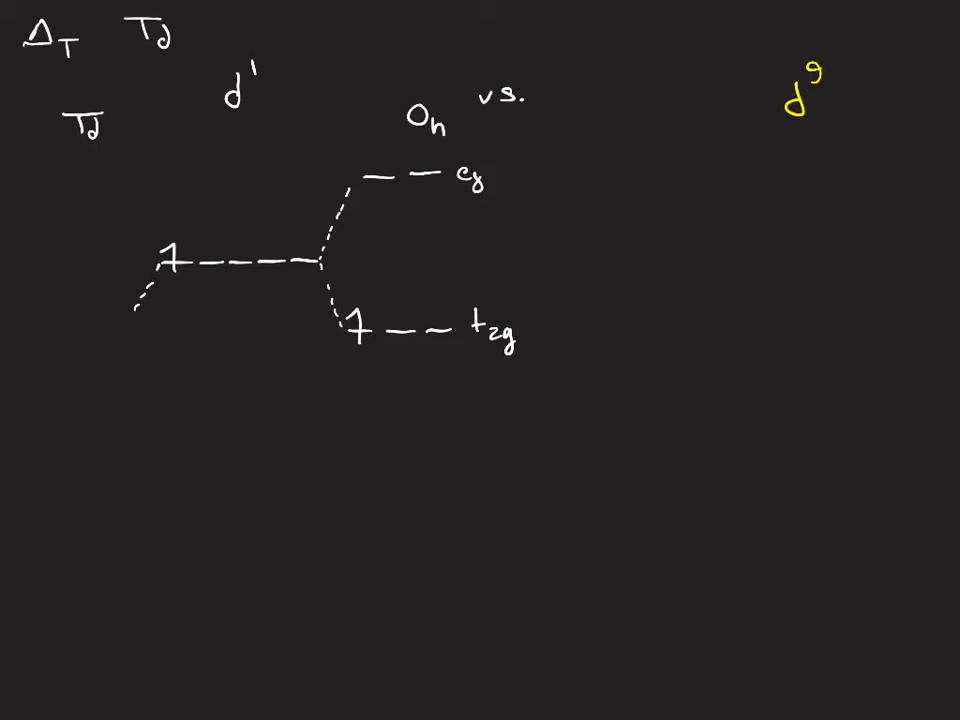 Δ_T T_d
d^1 d^9
T_d O_h vs.
e_g
t_2g